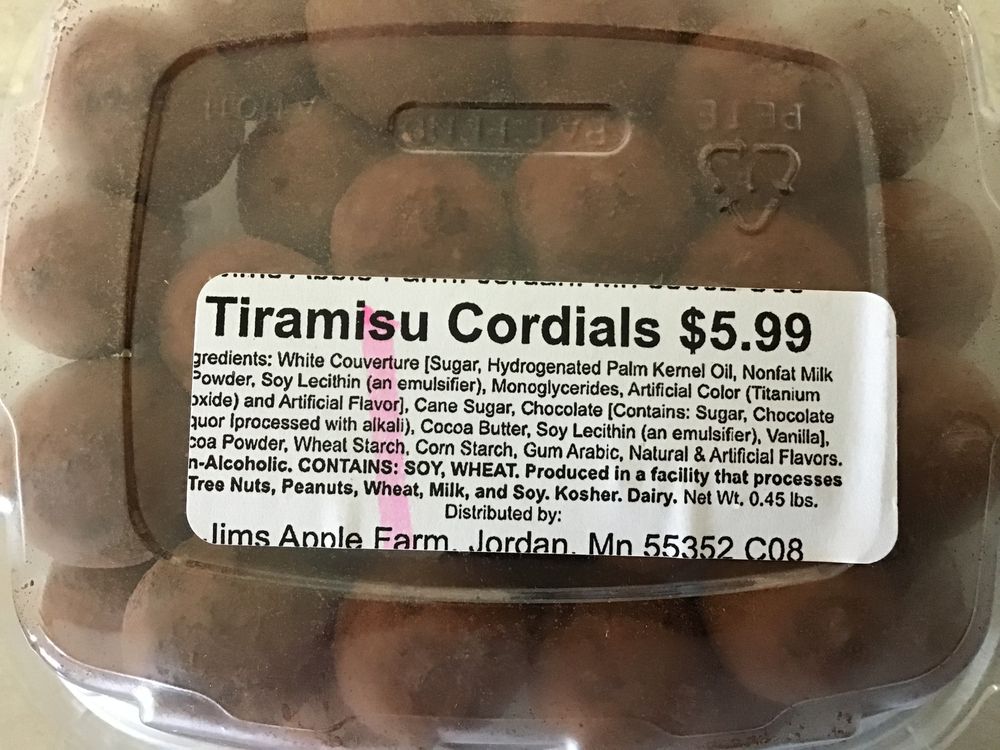 Tiramisu Cordials $5.99
gredients: White Couverture [Sugar, Hydrogenated Palm Kernel Oil, Nonfat Milk
Powder, Soy Lecithin (an emulsifier), Monoglycerides, Artificial Color (Titanium
oxide) and Artificial Flavor], Cane Sugar, Chocolate [Contains: Sugar, Chocolate
quor (processed with alkali), Cocoa Butter, Soy Lecithin (an emulsifier), Vanilla],
coa Powder, Wheat Starch, Corn Starch, Gum Arabic, Natural & Artificial Flavors.
n-Alcoholic. CONTAINS: SOY, WHEAT. Produced in a facility that processes
Tree Nuts, Peanuts, Wheat, Milk, and Soy. Kosher. Dairy. Net Wt. 0.45 lbs.
Distributed by:
Jims Apple Farm, Jordan, Mn 55352 C08
PETE